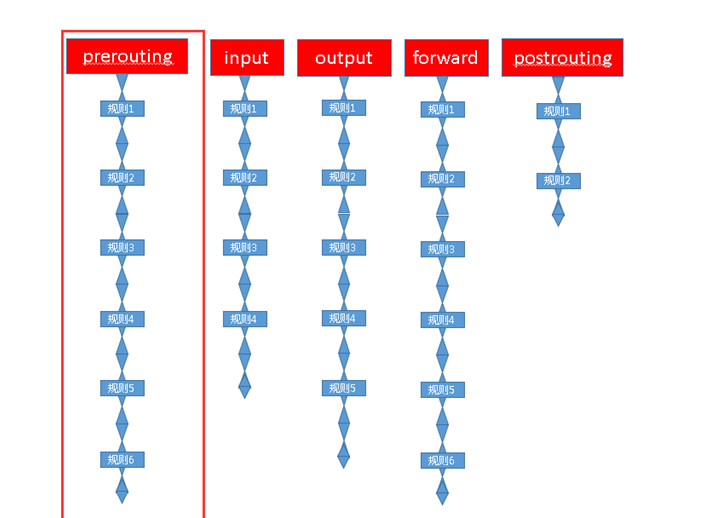 prerouting input output forward postrouting
规则1 规则1 规则1 规则1 规则1
规则2 规则2 规则2 规则2 规则2
规则3 规则3 规则3 规则3
规则4 规则4 规则4 规则4
规则5 规则5 规则5
规则6 规则6